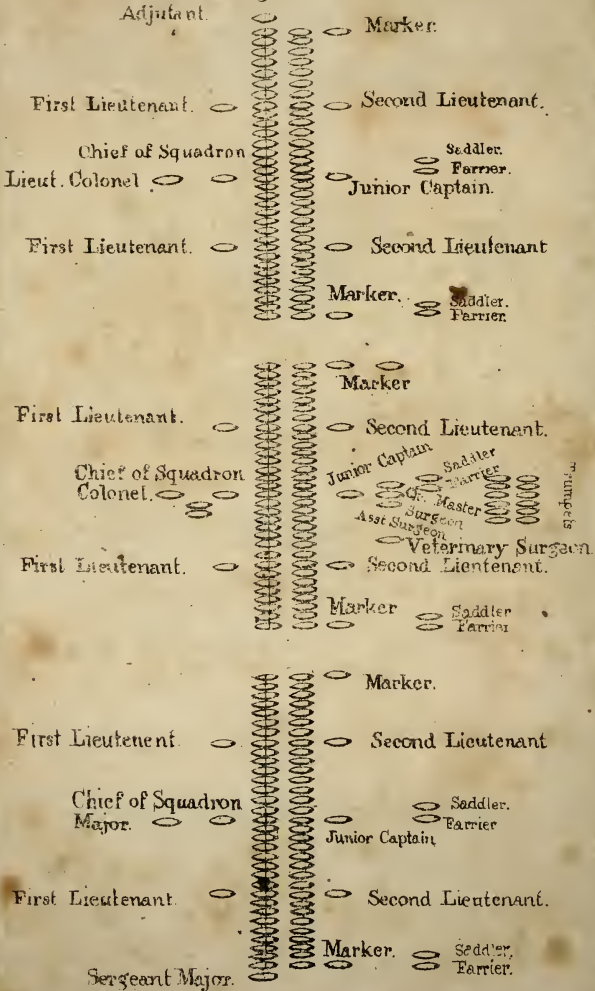 Adjutant.
Marker.
First Lieutenant.
Second Lieutenant.
Chief of Squadron
Saddler.
Farrier.
Lieut. Colonel
Junior Captain.
First Lieutenant.
Second Lieutenant
Marker.
Saddler.
Farrier.
Marker
First Lieutenant.
Second Lieutenant.
Junior Captain
Saddler
Farrier
Chief of Squadron
Colonel.
Qr. Master
Surgeon
Asst Surgeon
Trumpets
Veterinary Surgeon
First Lieutenant.
Second Lieutenant.
Marker
Saddler
Farrier
Marker.
First Lieutenent.
Second Lieutenant
Chief of Squadron
Saddler.
Major.
Farrier
Junior Captain
First Lieutenant.
Second Lieutenant.
Marker.
Saddler.
Farrier.
Sergeant Major.